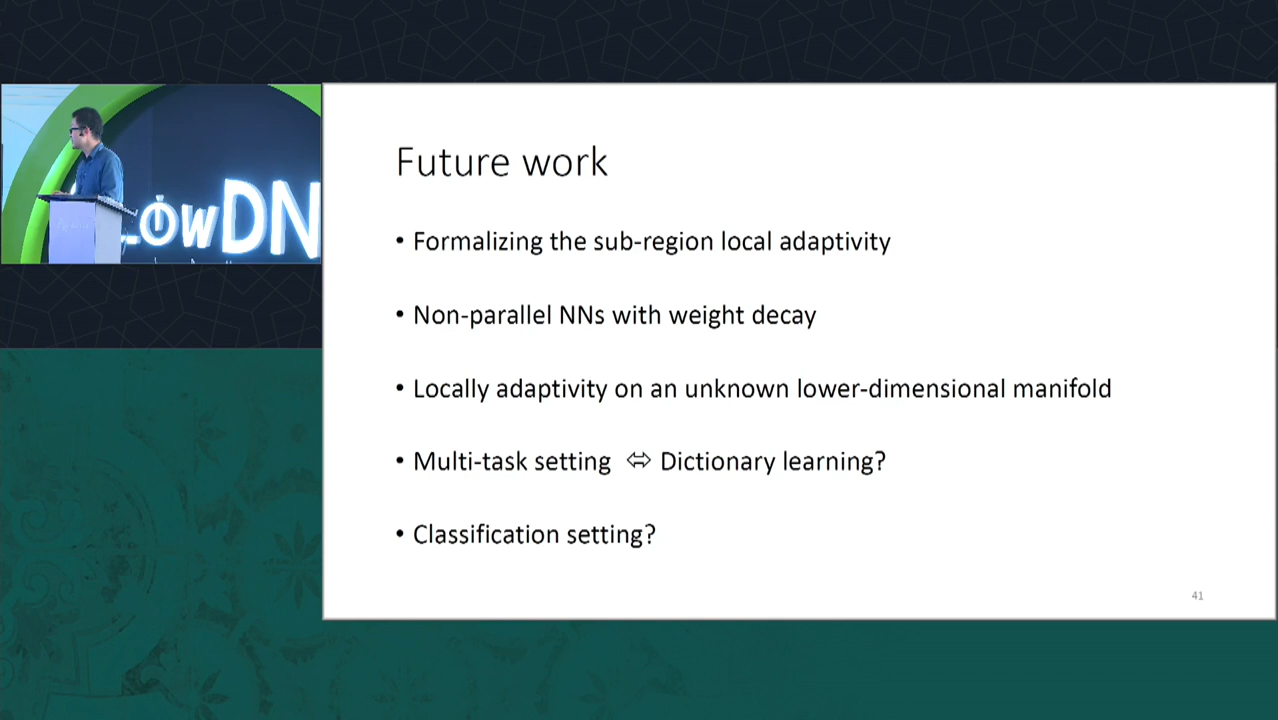 LOWDN
Future work
• Formalizing the sub-region local adaptivity
• Non-parallel NNs with weight decay
• Locally adaptivity on an unknown lower-dimensional manifold
• Multi-task setting ⇔ Dictionary learning?
• Classification setting?
41